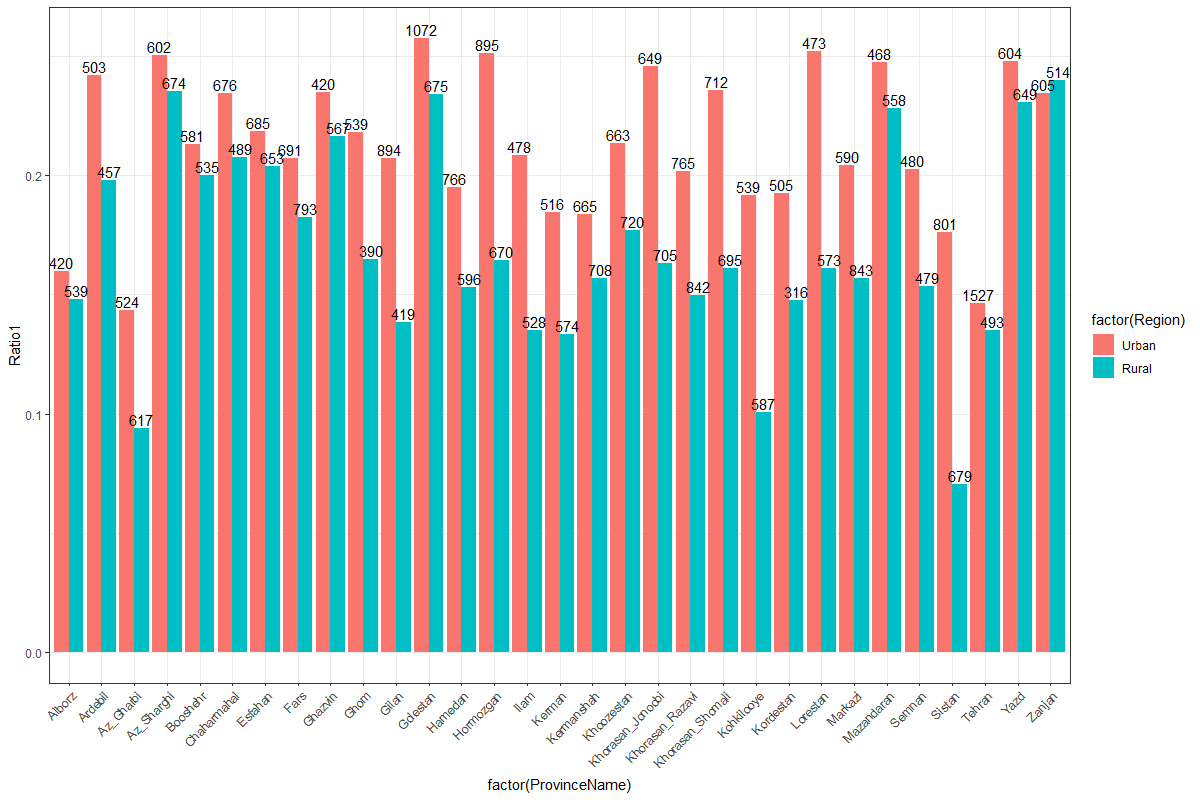 1072
602
895
473
468
604
503
649
514
676
674
675
712
605
420
649
685
567
539
558
581
489
691
653
894
478
663
590
480
457
535
766
765
539
505
793
516
665
801
720
390
670
705
695
573
420
539
596
708
842
316
843
479
524
1527
419
528
574
493
617
587
679
0.2
0.1
0.0
Ratio1
Alborz
Ardebil
Az_Gharbi
Az_Sharghi
Booshehr
Chaharmahal
Esfahan
Fars
Ghazvin
Ghom
Gilan
Golestan
Hamedan
Hormozgan
Ilam
Kerman
Kermanshah
Khoozestan
Khorasan_Jonoobi
Khorasan_Razavi
Khorasan_Shomali
Kohkilooye
Kordestan
Lorestan
Markazi
Mazandaran
Semnan
Sistan
Tehran
Yazd
Zanjan
factor(ProvinceName)
factor(Region)
Urban
Rural